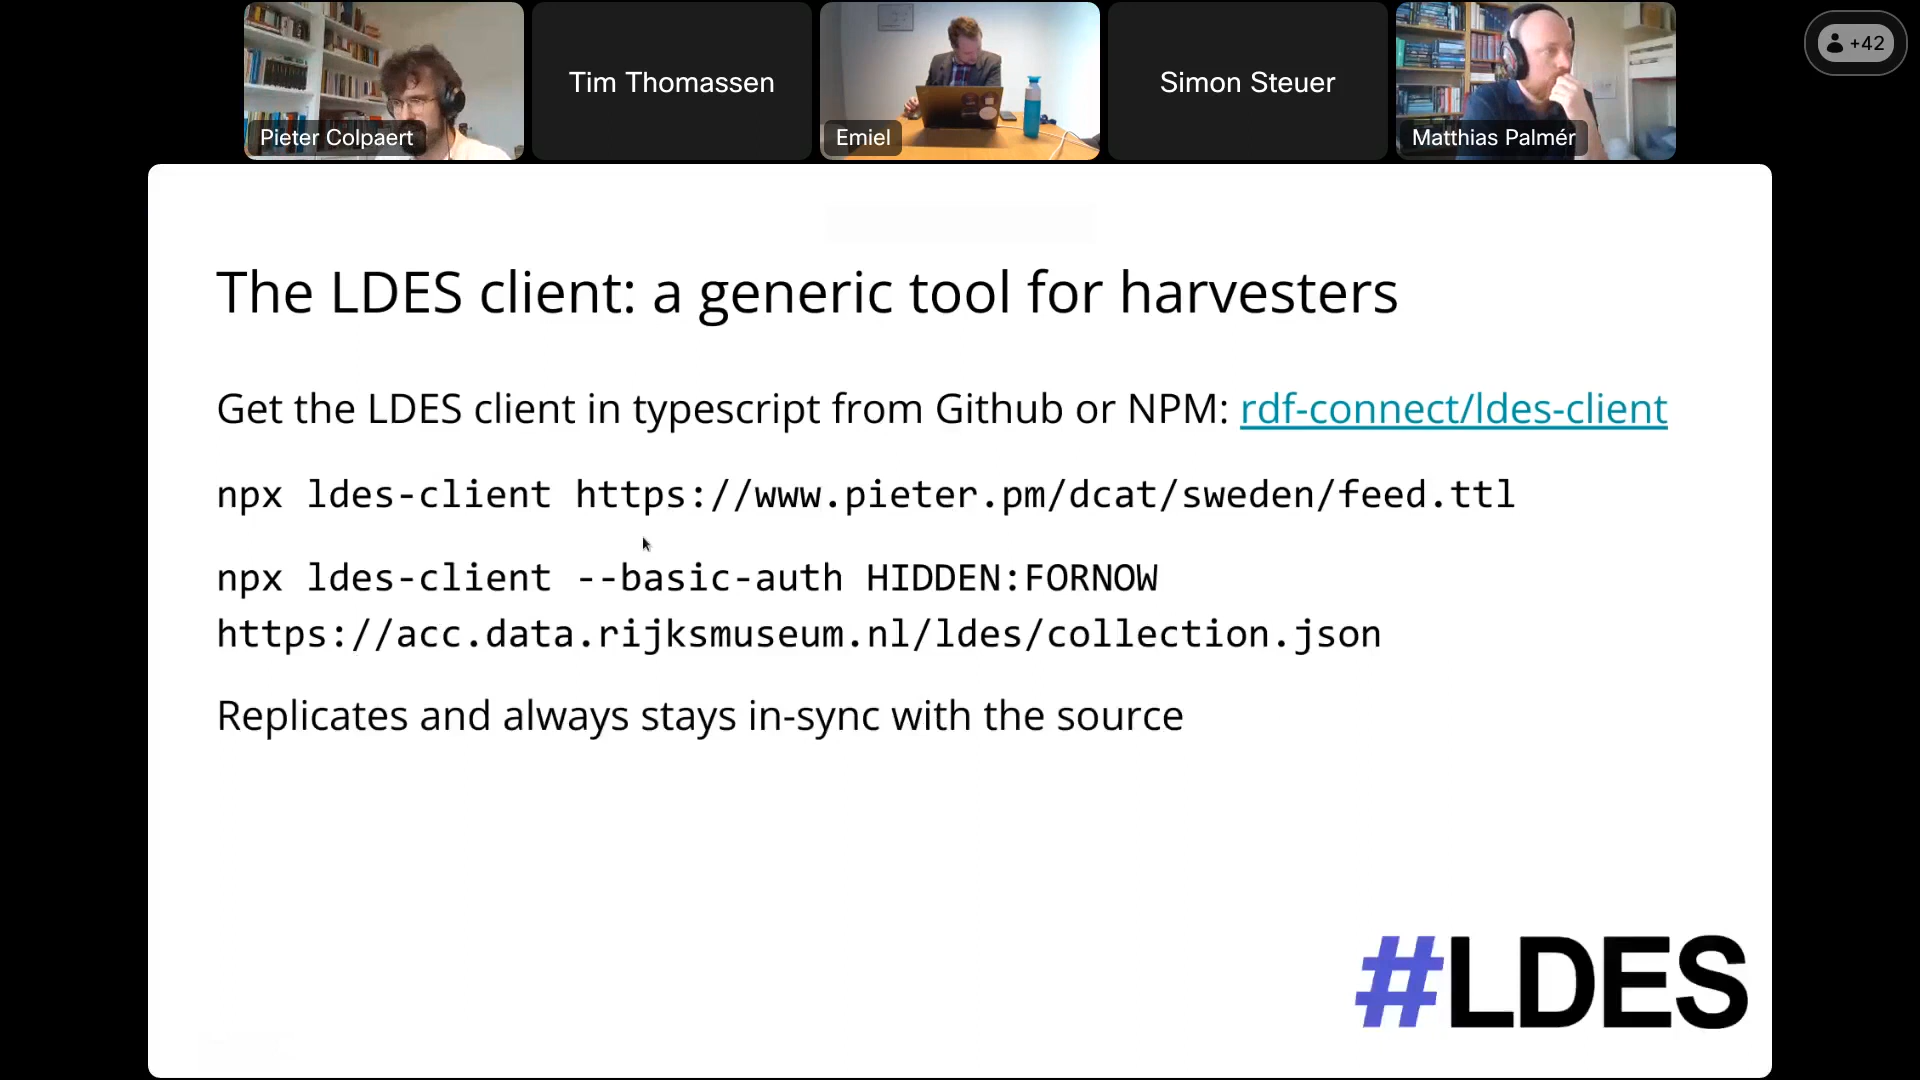 Pieter Colpaert
Tim Thomassen
Emiel
Simon Steuer
Matthias Palmér
+42
The LDES client: a generic tool for harvesters
Get the LDES client in typescript from Github or NPM: rdf-connect/ldes-client
npx ldes-client https://www.pieter.pm/dcat/sweden/feed.ttl
npx ldes-client --basic-auth HIDDEN:FORNOW
https://acc.data.rijksmuseum.nl/ldes/collection.json
Replicates and always stays in-sync with the source
#LDES